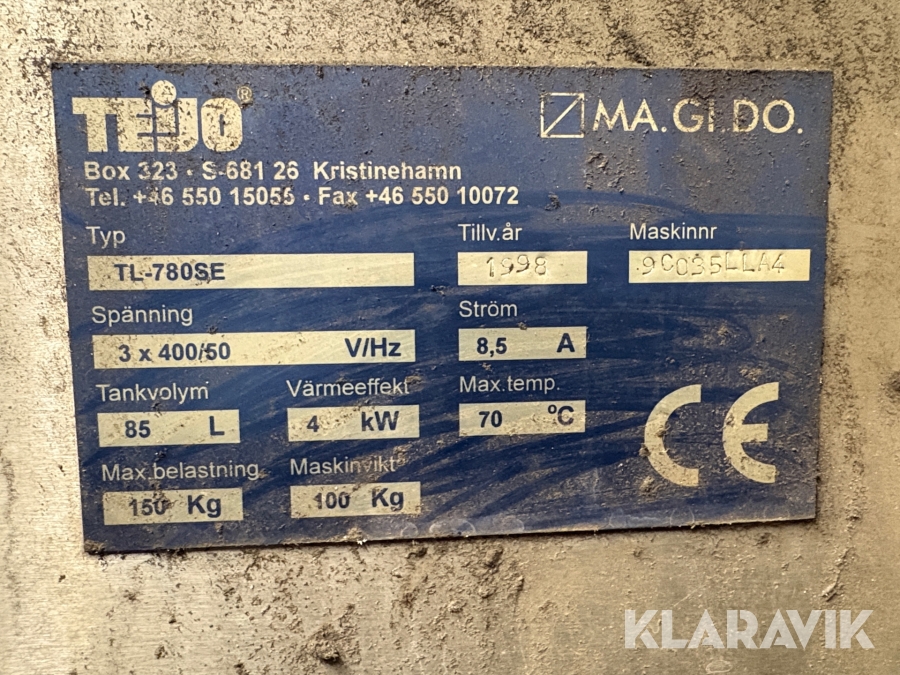 TEIJO®
MA.GI.DO.
Box 323 • S-681 26 Kristinehamn
Tel. +46 550 15055 • Fax +46 550 10072
Typ Tillv.år Maskinnr
TL-780SE 1998 9C035LLA4
Spänning Ström
3 x 400/50 V/Hz 8,5 A
Tankvolym Värmeeffekt Max.temp.
85 L 4 kW 70 °C
CE
Max.belastning Maskinvikt
150 Kg 100 Kg
KLARAVIK